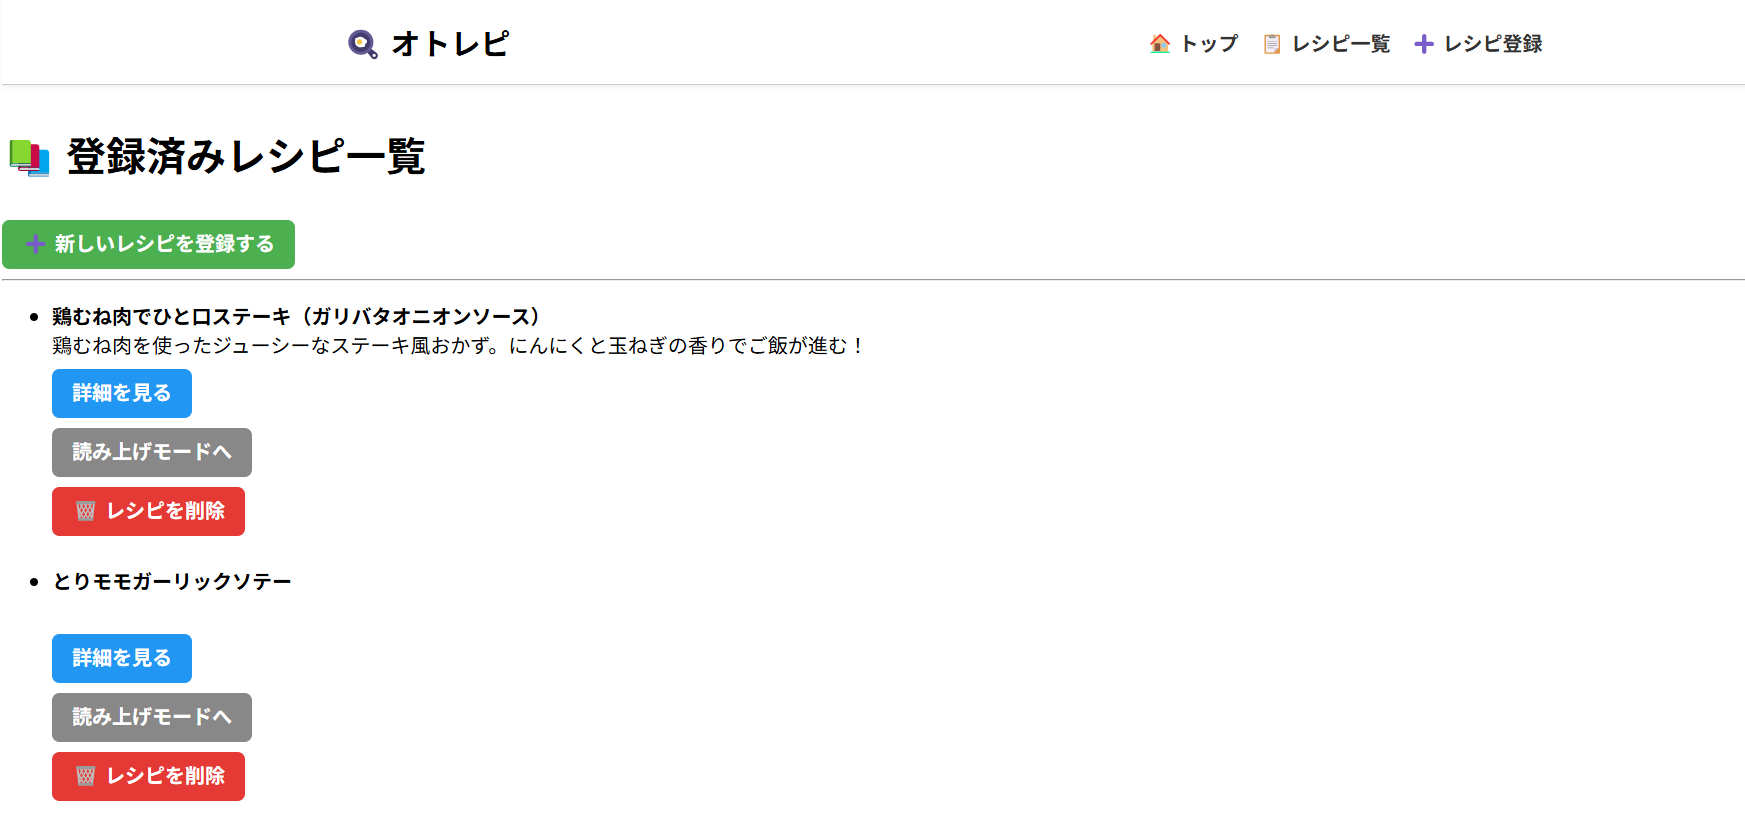 オトレピ
トップ レシピ一覧 レシピ登録
登録済みレシピ一覧
新しいレシピを登録する
鶏むね肉でひと口ステーキ（ガリバタオニオンソース）
鶏むね肉を使ったジューシーなステーキ風おかず。にんにくと玉ねぎの香りでご飯が進む！
詳細を見る
読み上げモードへ
レシピを削除
とりモモガーリックソテー
詳細を見る
読み上げモードへ
レシピを削除